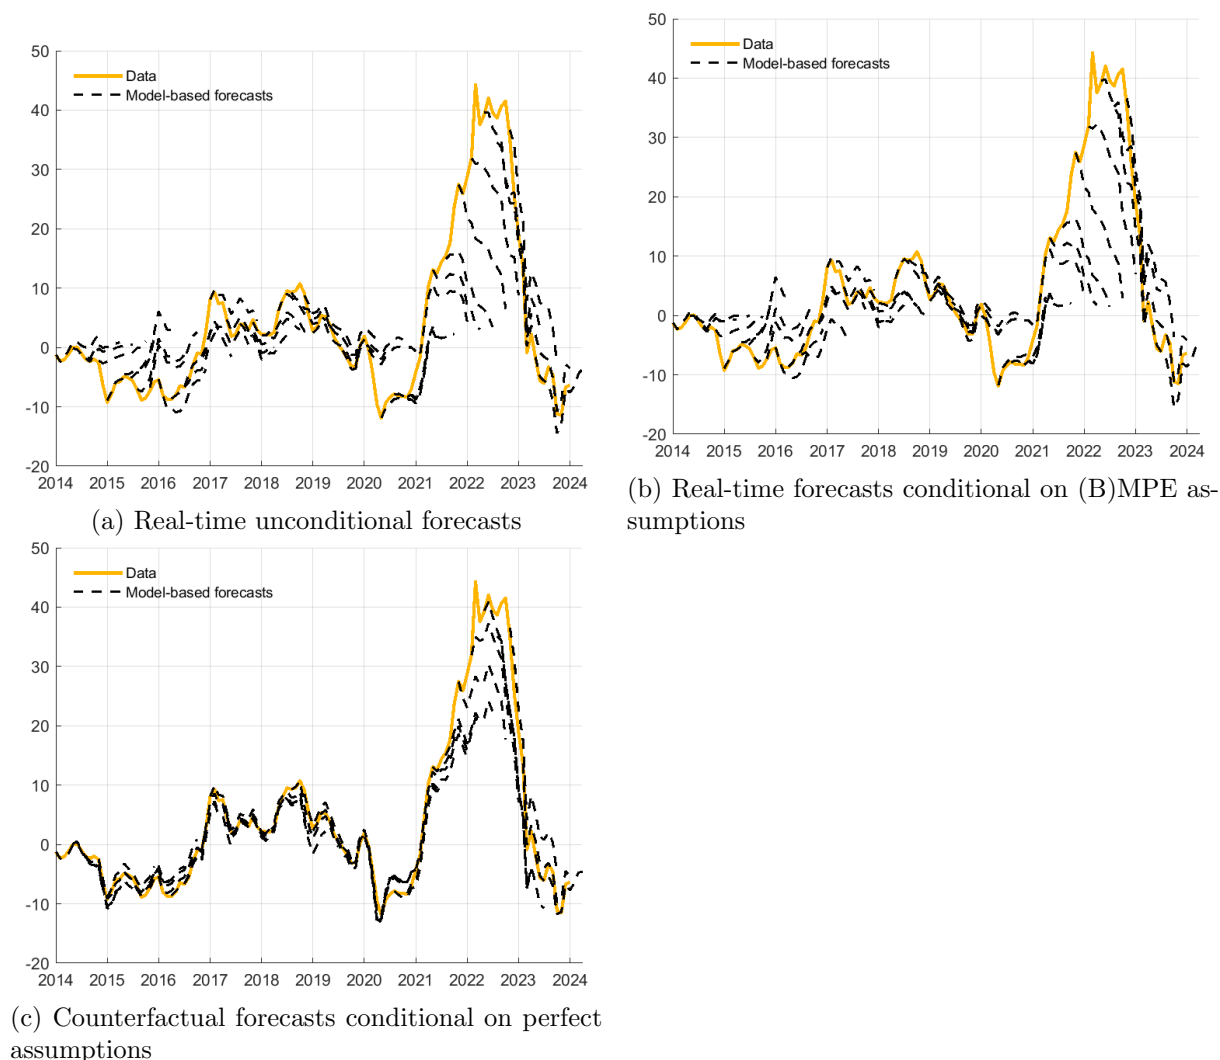 50
40
30
20
10
0
-10
-20
Data
Model-based forecasts
2014 2015 2016 2017 2018 2019 2020 2021 2022 2023 2024
(a) Real-time unconditional forecasts
50
40
30
20
10
0
-10
-20
Data
Model-based forecasts
2014 2015 2016 2017 2018 2019 2020 2021 2022 2023 2024
(b) Real-time forecasts conditional on (B)MPE as-
sumptions
50
40
30
20
10
0
-10
-20
Data
Model-based forecasts
2014 2015 2016 2017 2018 2019 2020 2021 2022 2023 2024
(c) Counterfactual forecasts conditional on perfect
assumptions